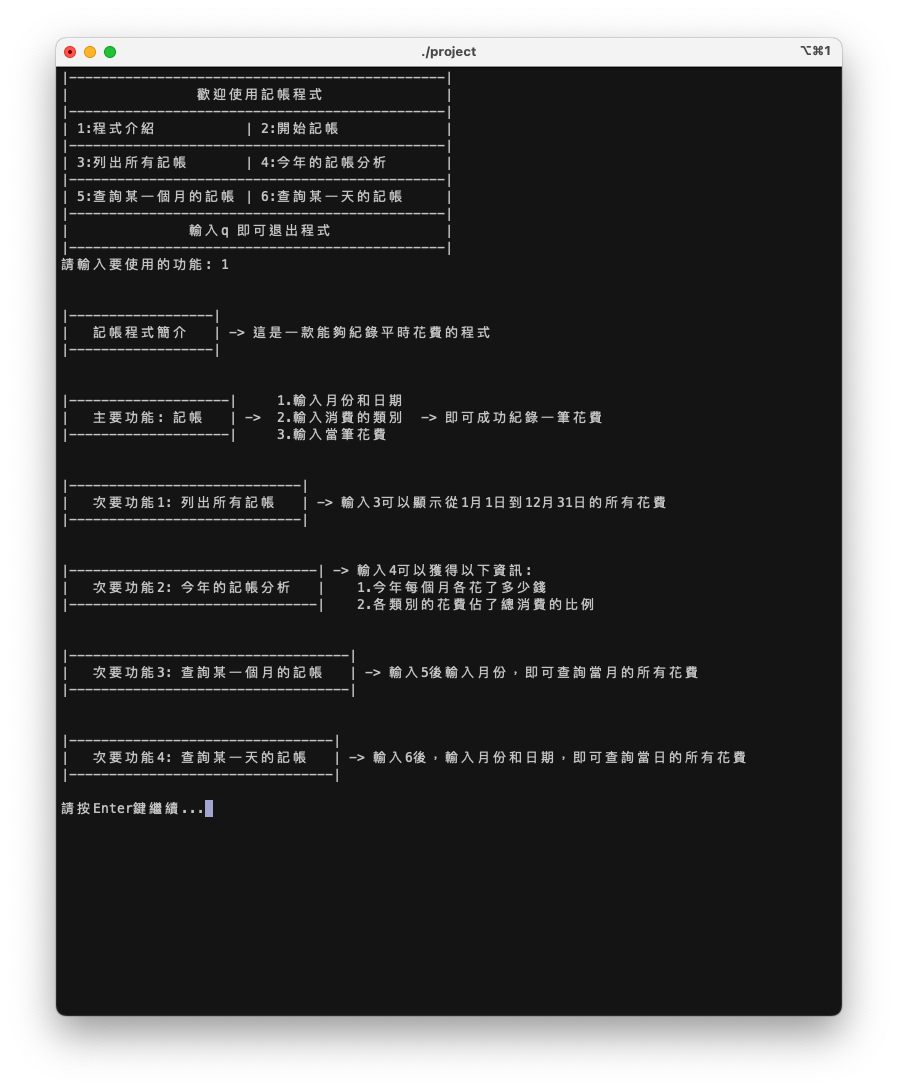 ./project
⌥⌘1
|-----------------------------------------------|
|                歡迎使用記帳程式               |
|-----------------------------------------------|
| 1:程式介紹           | 2:開始記帳             |
|-----------------------------------------------|
| 3:列出所有記帳       | 4:今年的記帳分析       |
|-----------------------------------------------|
| 5:查詢某一個月的記帳 | 6:查詢某一天的記帳     |
|-----------------------------------------------|
|               輸入q 即可退出程式              |
|-----------------------------------------------|
請輸入要使用的功能: 1
|------------------|
|   記帳程式簡介   | -> 這是一款能夠紀錄平時花費的程式
|------------------|
|--------------------|     1.輸入月份和日期
|   主要功能: 記帳   | ->  2.輸入消費的類別  -> 即可成功紀錄一筆花費
|--------------------|     3.輸入當筆花費
|-----------------------------|
|   次要功能1: 列出所有記帳   | -> 輸入3可以顯示從1月1日到12月31日的所有花費
|-----------------------------|
|-------------------------------| -> 輸入4可以獲得以下資訊:
|   次要功能2: 今年的記帳分析   |    1.今年每個月各花了多少錢
|-------------------------------|    2.各類別的花費佔了總消費的比例
|-----------------------------------|
|   次要功能3: 查詢某一個月的記帳   | -> 輸入5後輸入月份，即可查詢當月的所有花費
|-----------------------------------|
|---------------------------------|
|   次要功能4: 查詢某一天的記帳   | -> 輸入6後，輸入月份和日期，即可查詢當日的所有花費
|---------------------------------|
請按Enter鍵繼續...